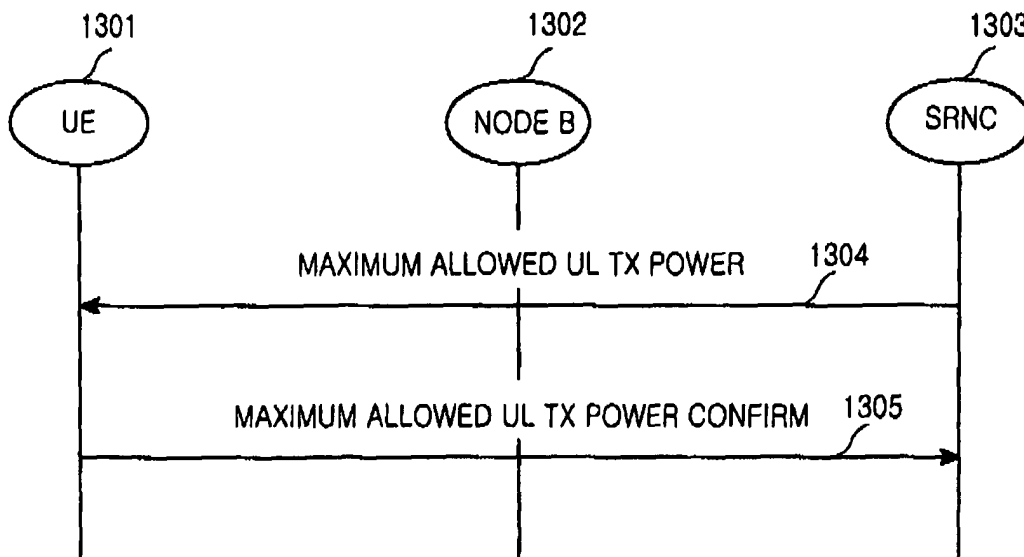 1301
1302
1303
UE
NODE B
SRNC
MAXIMUM ALLOWED UL TX POWER
1304
MAXIMUM ALLOWED UL TX POWER CONFIRM
1305